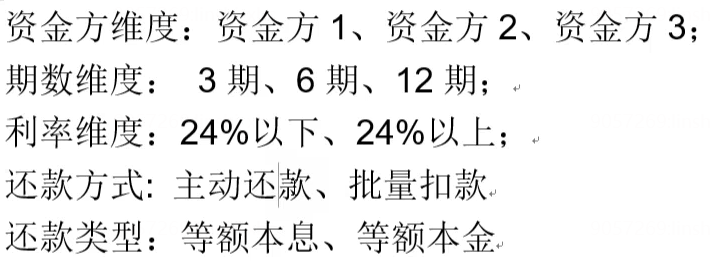 资金方维度：资金方 1、资金方 2、资金方 3；
期数维度： 3 期、6 期、12 期；
利率维度：24%以下、24%以上；
还款方式: 主动还款、批量扣款
还款类型：等额本息、等额本金